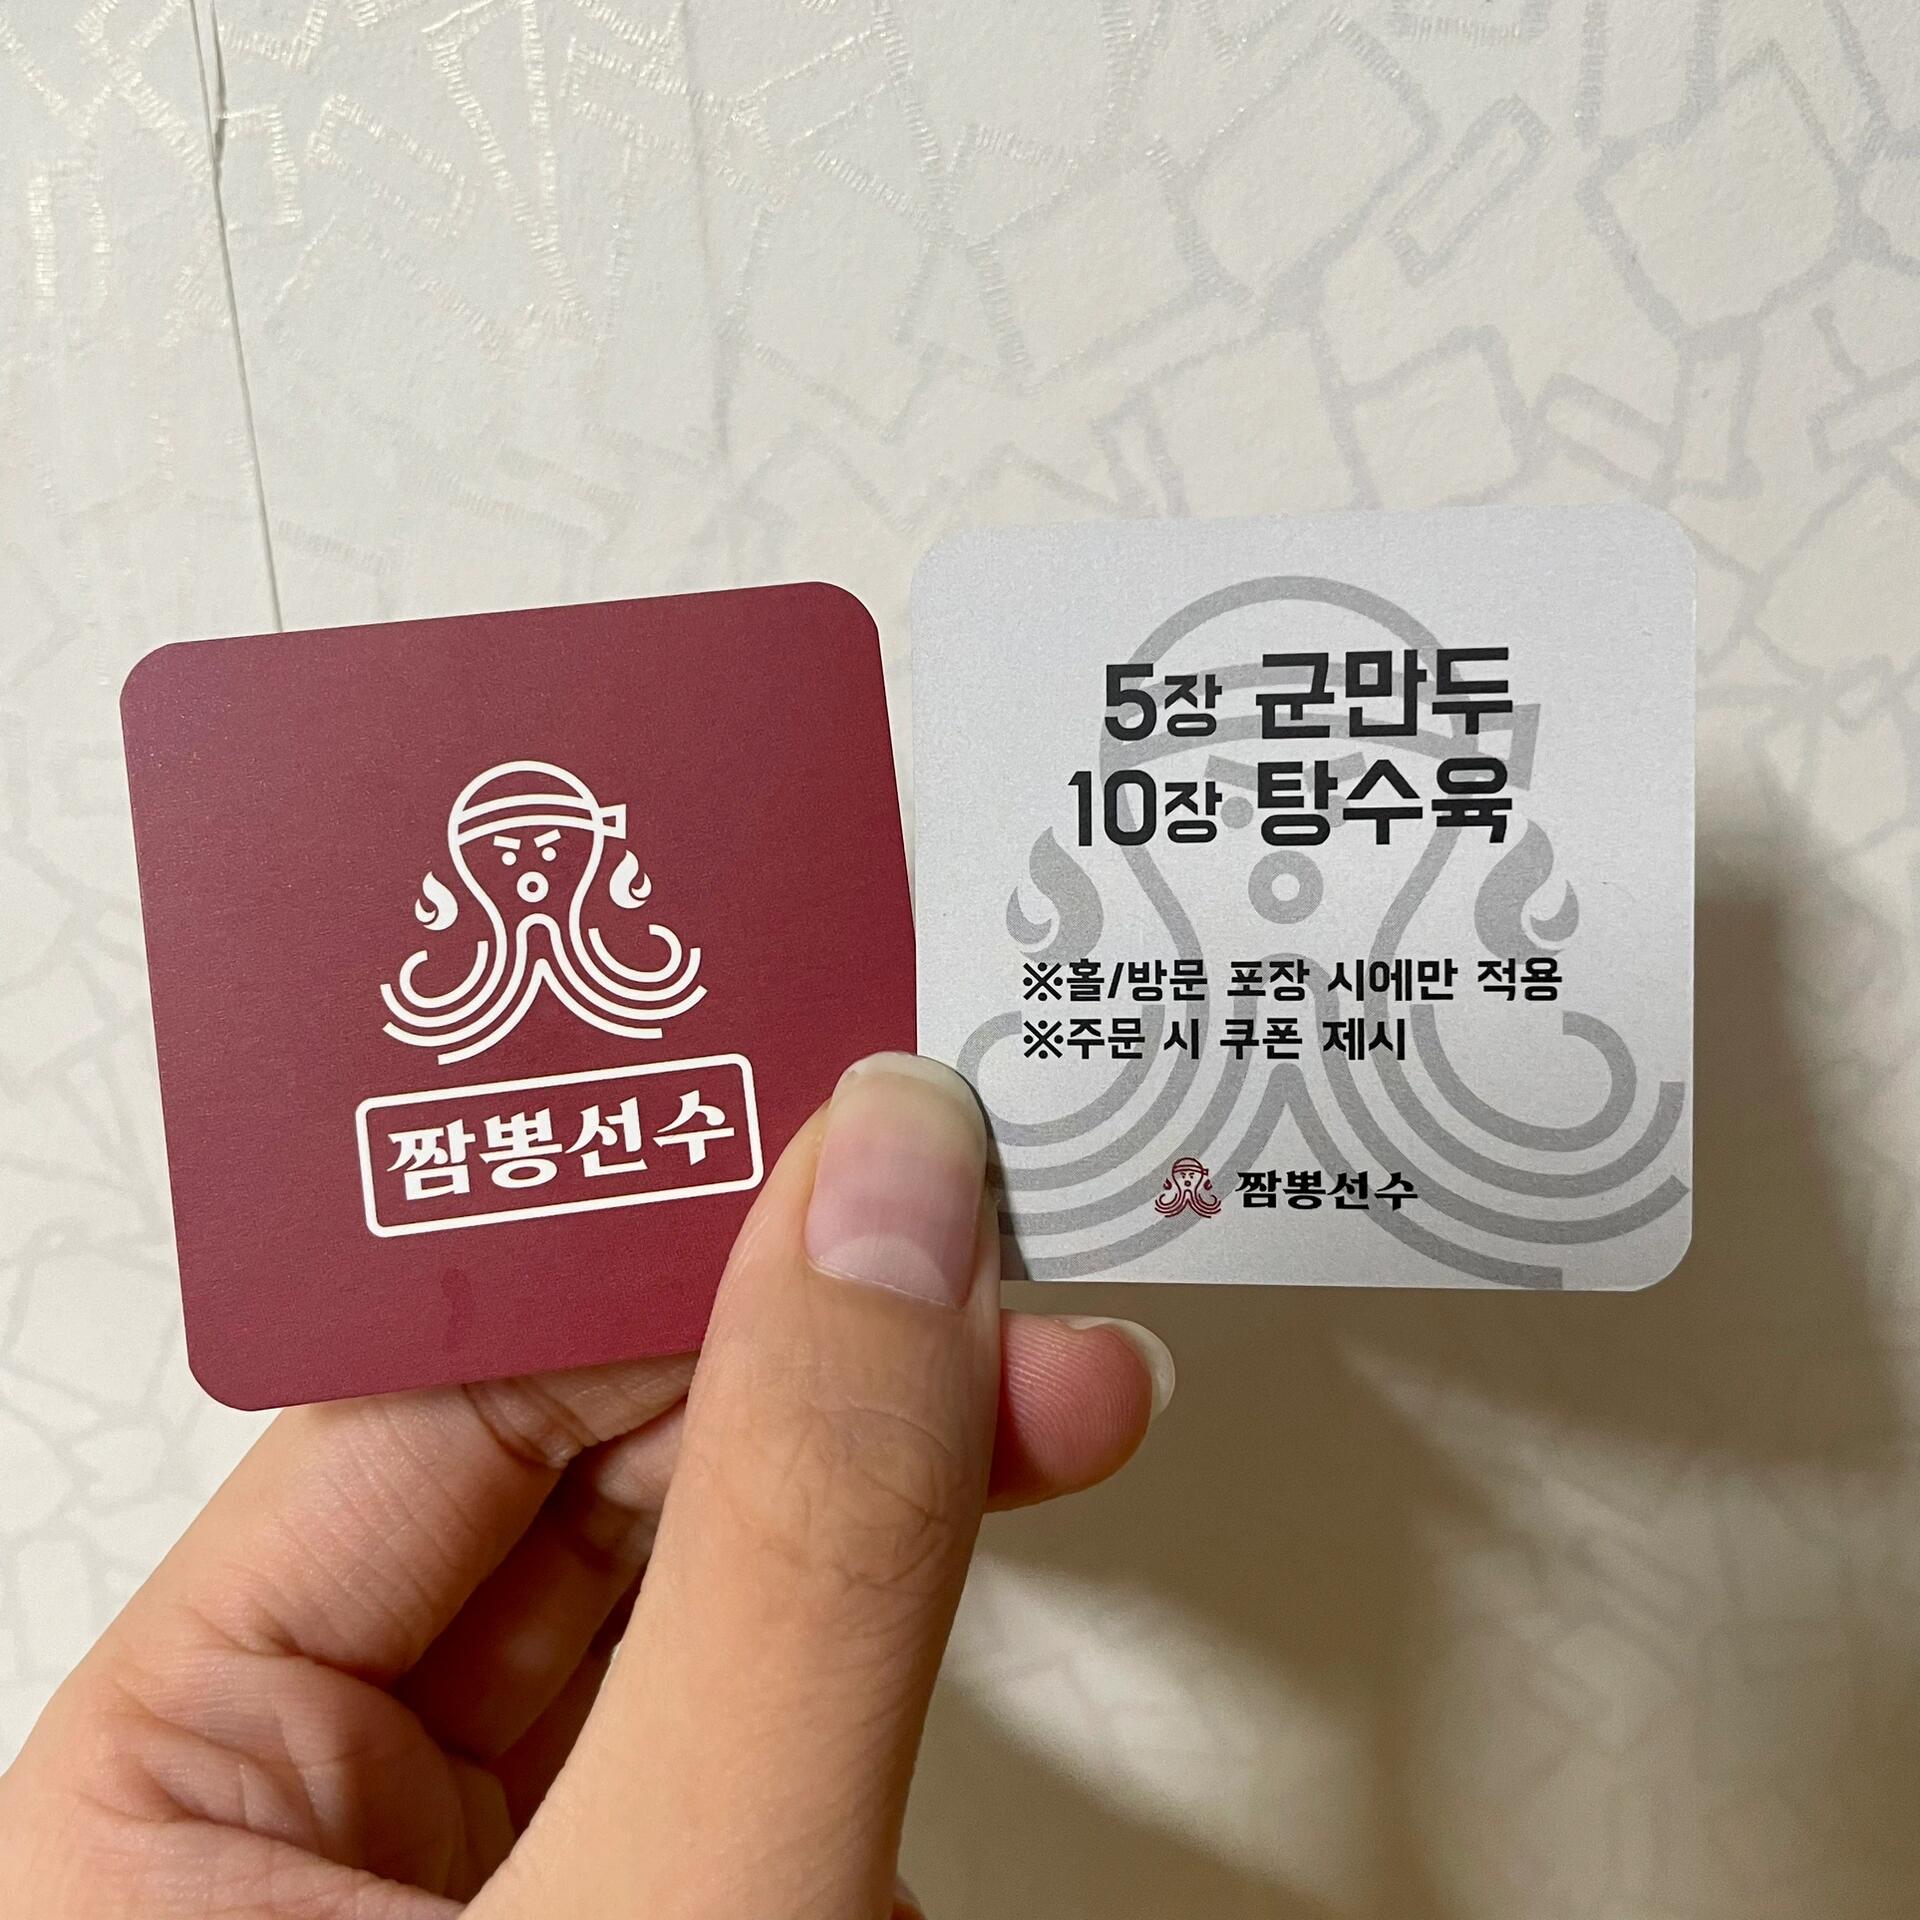 짬뽕선수
5장 군만두
10장 탕수육
※홀/방문 포장 시에만 적용
※주문 시 쿠폰 제시
짬뽕선수